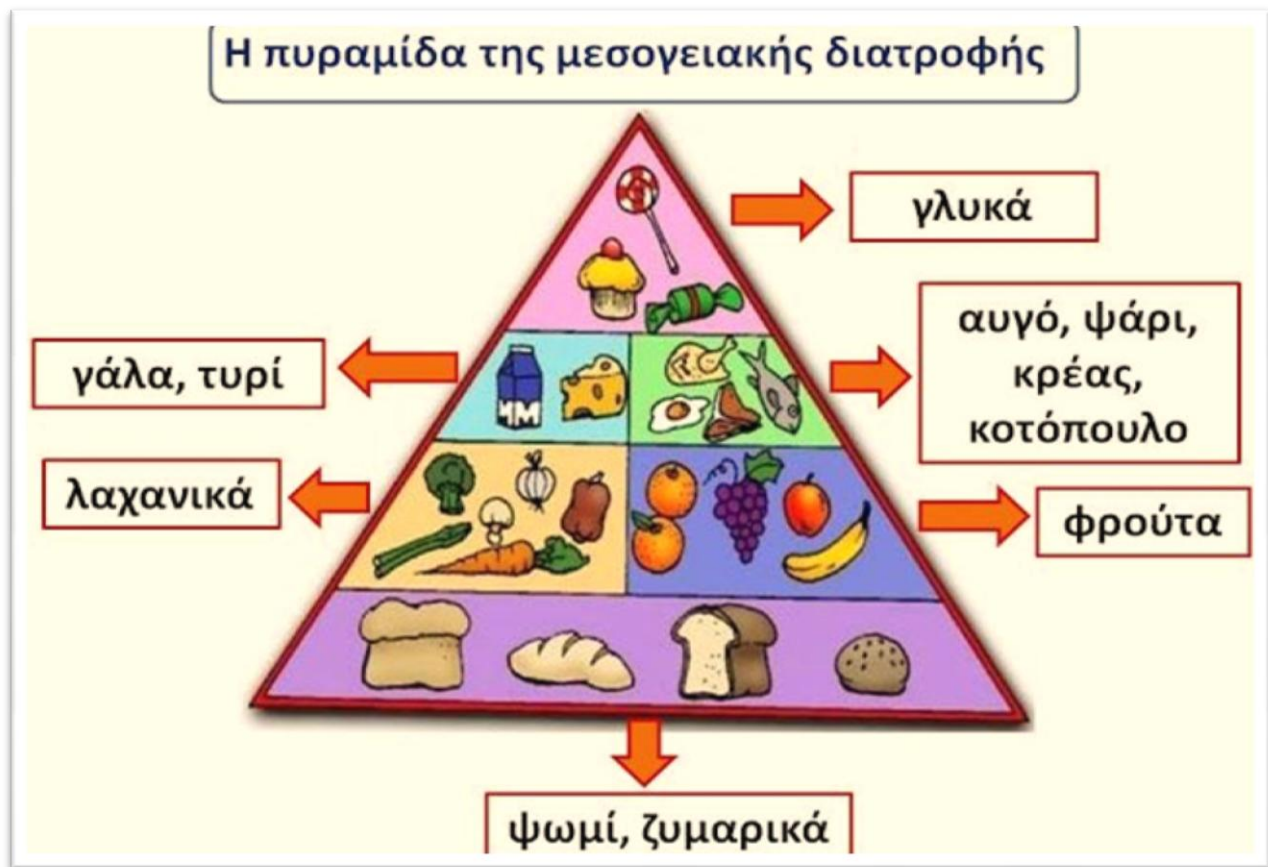 Η πυραμίδα της μεσογειακής διατροφής
γλυκά
γάλα, τυρί
αυγό, ψάρι,
κρέας,
κοτόπουλο
λαχανικά
φρούτα
ψωμί, ζυμαρικά